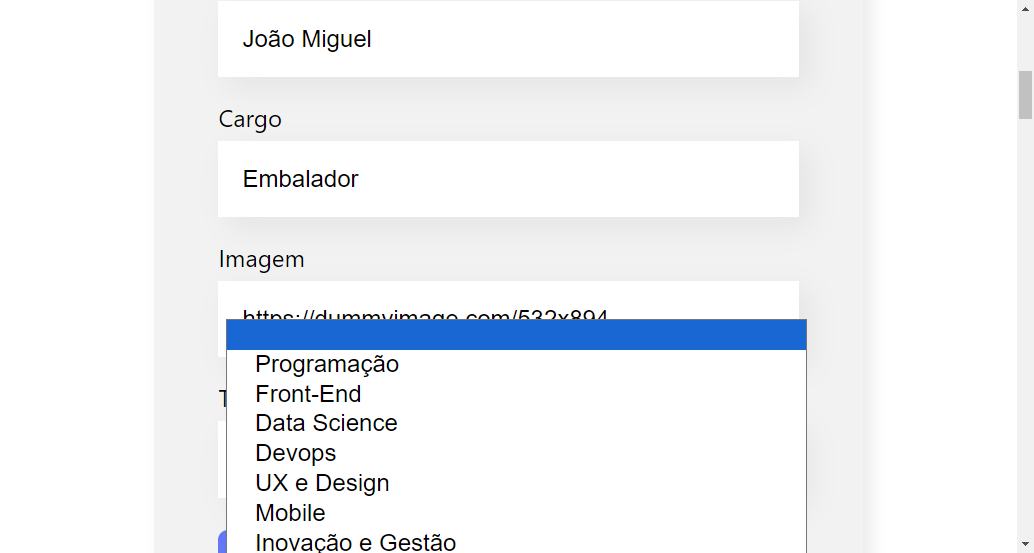 João Miguel
Cargo
Embalador
Imagem
https://dummyimage.com/532x894
Programação
Front-End
Data Science
Devops
UX e Design
Mobile
Inovação e Gestão